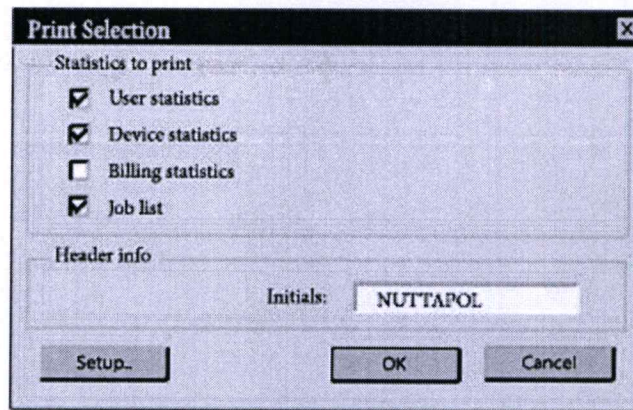 Print Selection
Statistics to print
User statistics
Device statistics
Billing statistics
Job list
Header info
Initials: NUTTAPOL
Setup... OK Cancel